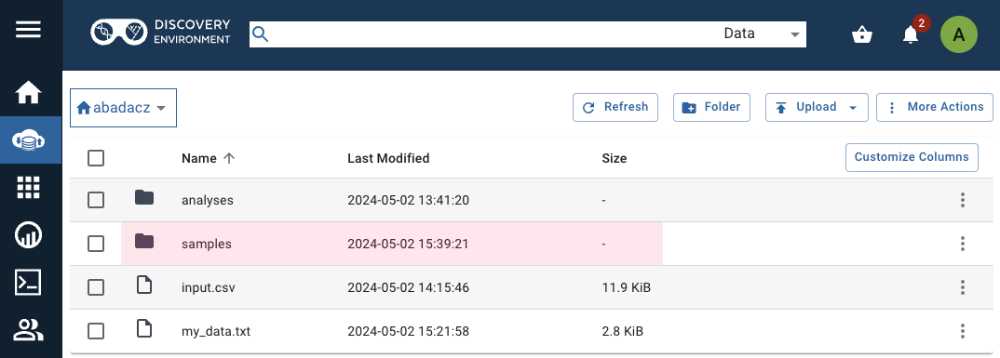 DISCOVERY
ENVIRONMENT
Data
2
A
abadacz
Refresh
Folder
Upload
More Actions
Name Last Modified Size
Customize Columns
analyses 2024-05-02 13:41:20 -
samples 2024-05-02 15:39:21 -
input.csv 2024-05-02 14:15:46 11.9 KiB
my_data.txt 2024-05-02 15:21:58 2.8 KiB